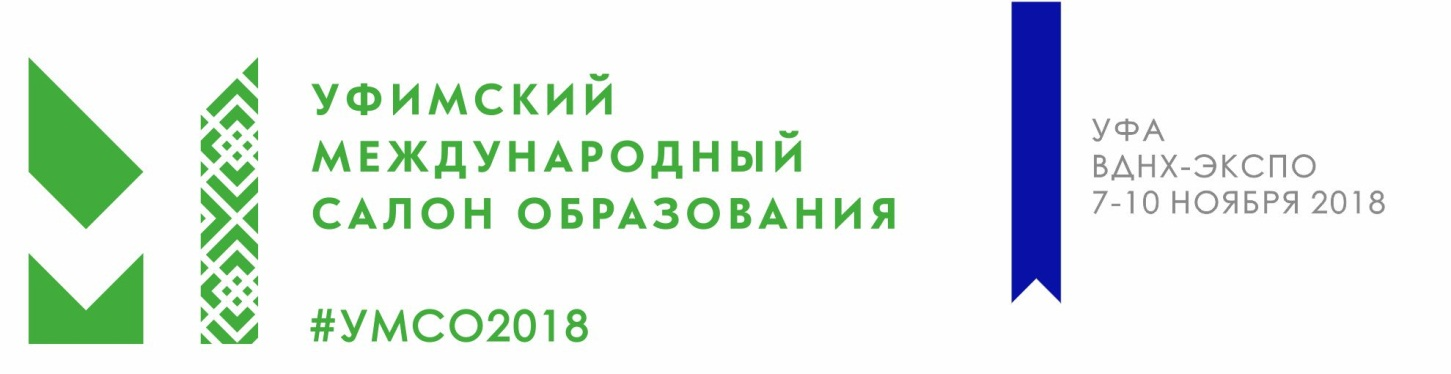 УФИМСКИЙ
МЕЖДУНАРОДНЫЙ
САЛОН ОБРАЗОВАНИЯ
#УМСО2018
УФА
ВДНХ-ЭКСПО
7-10 НОЯБРЯ 2018